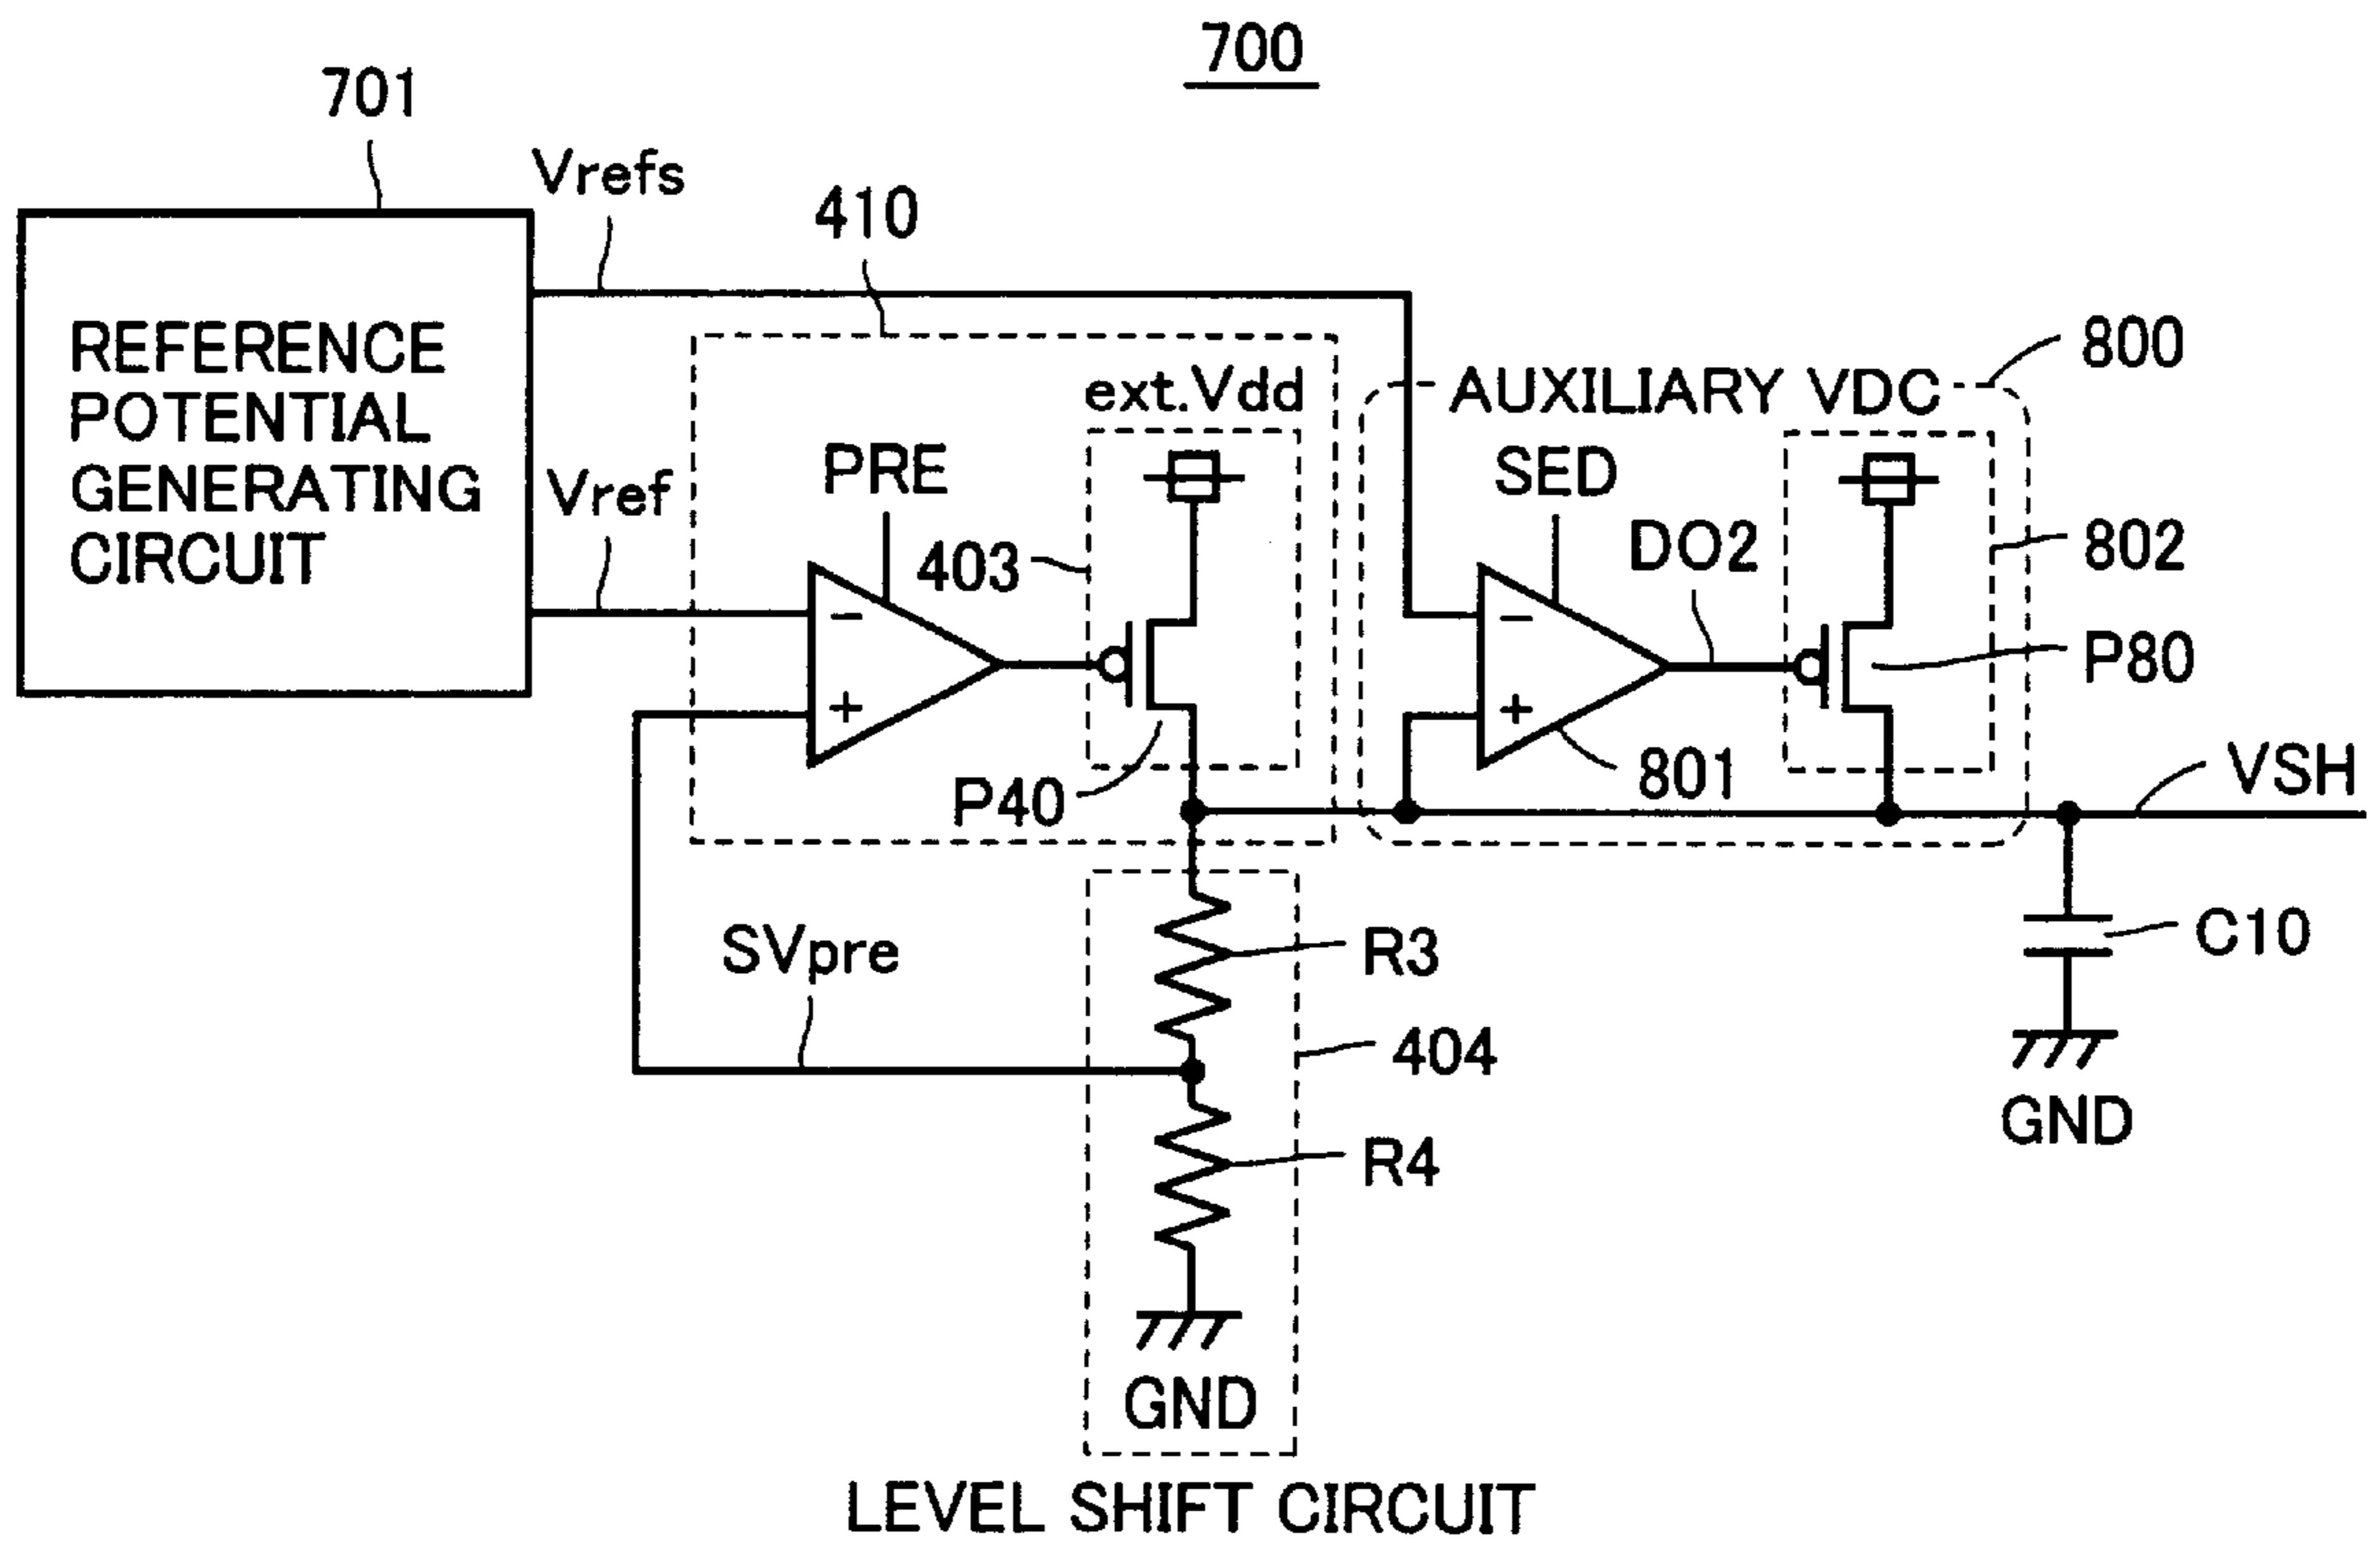 700
701
Vrefs
410
REFERENCE
POTENTIAL
GENERATING
CIRCUIT
Vref
PRE
ext.Vdd
403
−
+
P40
AUXILIARY VDC
800
SED
DO2
802
−
+
P80
801
VSH
SVpre
R3
404
R4
GND
C10
GND
LEVEL SHIFT CIRCUIT